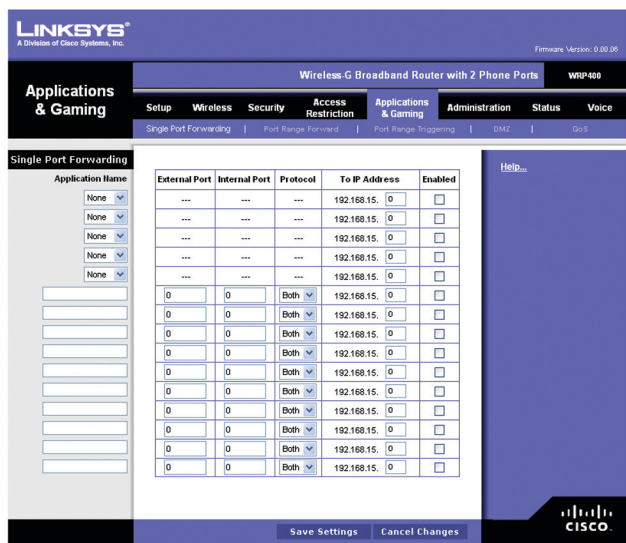 LINKSYS®
A Division of Cisco Systems, Inc.
Firmware Version: 0.00.06
Wireless-G Broadband Router with 2 Phone Ports WRP400
Applications & Gaming
Setup Wireless Security Access Restriction Applications & Gaming Administration Status Voice
Single Port Forwarding | Port Range Forward | Port Range Triggering | DMZ | QoS
Single Port Forwarding
Help...
Application Name External Port Internal Port Protocol To IP Address Enabled
None --- --- --- 192.168.15. 0
None --- --- --- 192.168.15. 0
None --- --- --- 192.168.15. 0
None --- --- --- 192.168.15. 0
None --- --- --- 192.168.15. 0
0 0 Both 192.168.15. 0
0 0 Both 192.168.15. 0
0 0 Both 192.168.15. 0
0 0 Both 192.168.15. 0
0 0 Both 192.168.15. 0
0 0 Both 192.168.15. 0
0 0 Both 192.168.15. 0
0 0 Both 192.168.15. 0
0 0 Both 192.168.15. 0
0 0 Both 192.168.15. 0
Save Settings Cancel Changes
CISCO.